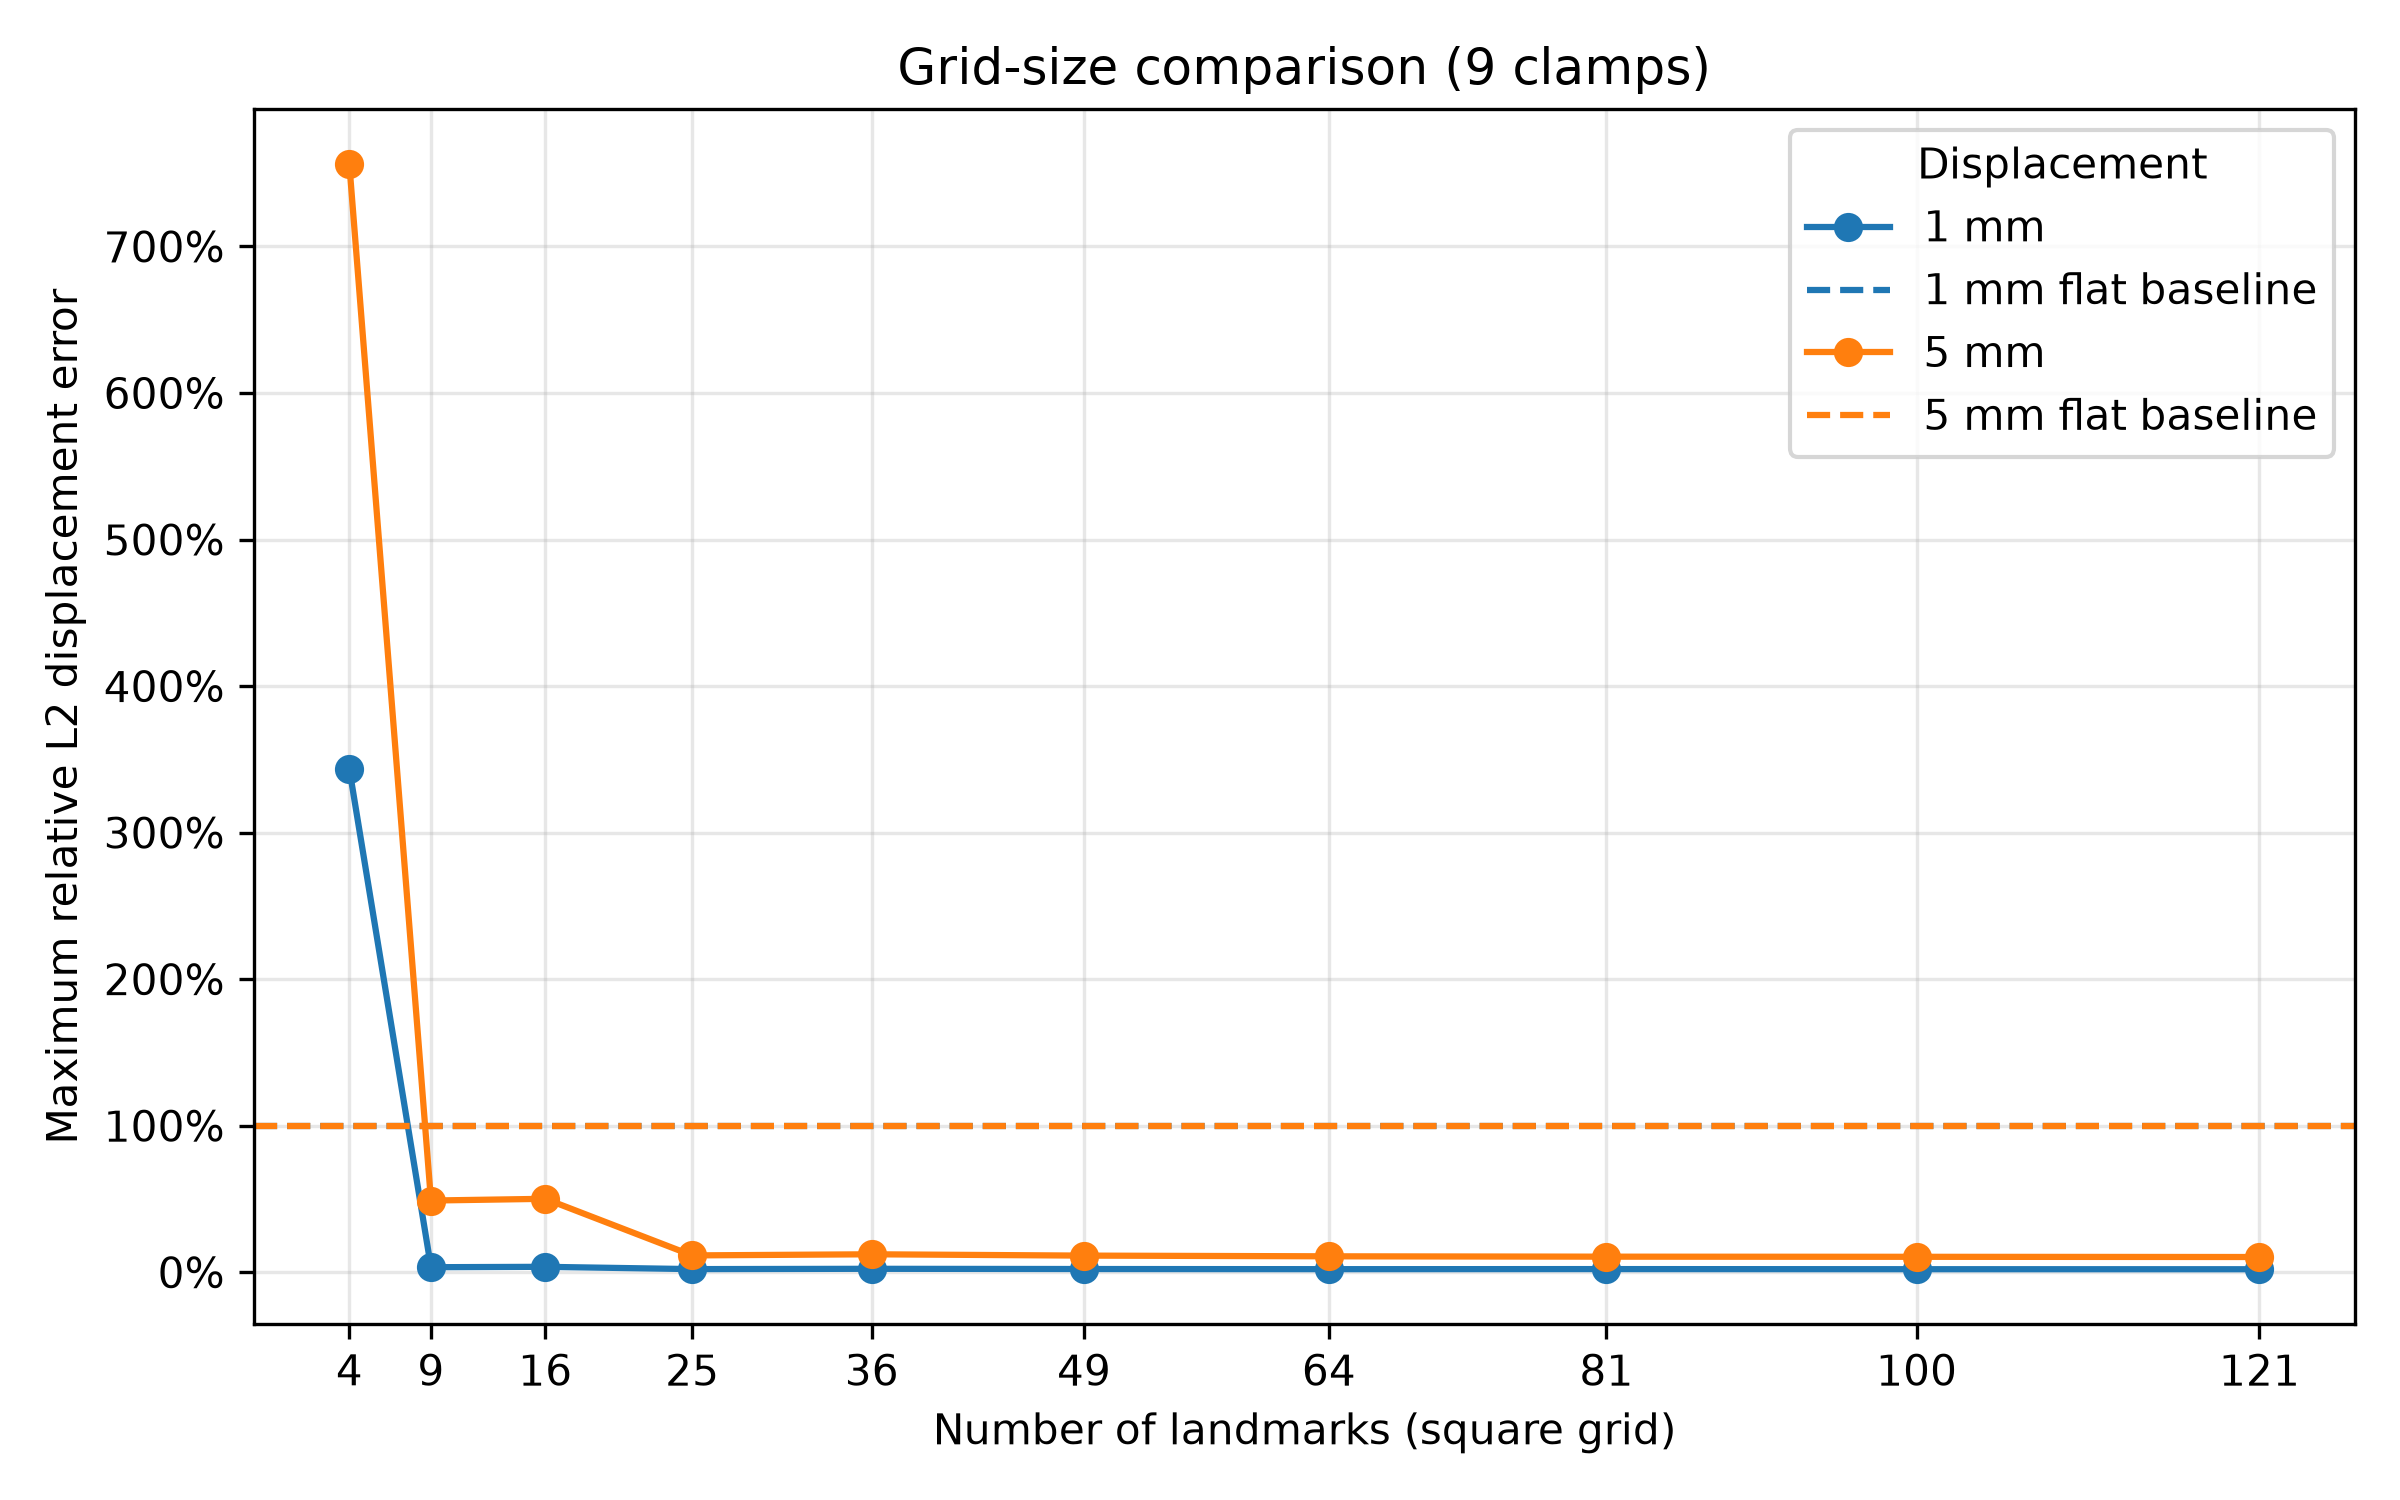 Grid-size comparison (9 clamps)
Displacement
1 mm
1 mm flat baseline
5 mm
5 mm flat baseline
Maximum relative L2 displacement error
700%
600%
500%
400%
300%
200%
100%
0%
4 9 16 25 36 49 64 81 100 121
Number of landmarks (square grid)